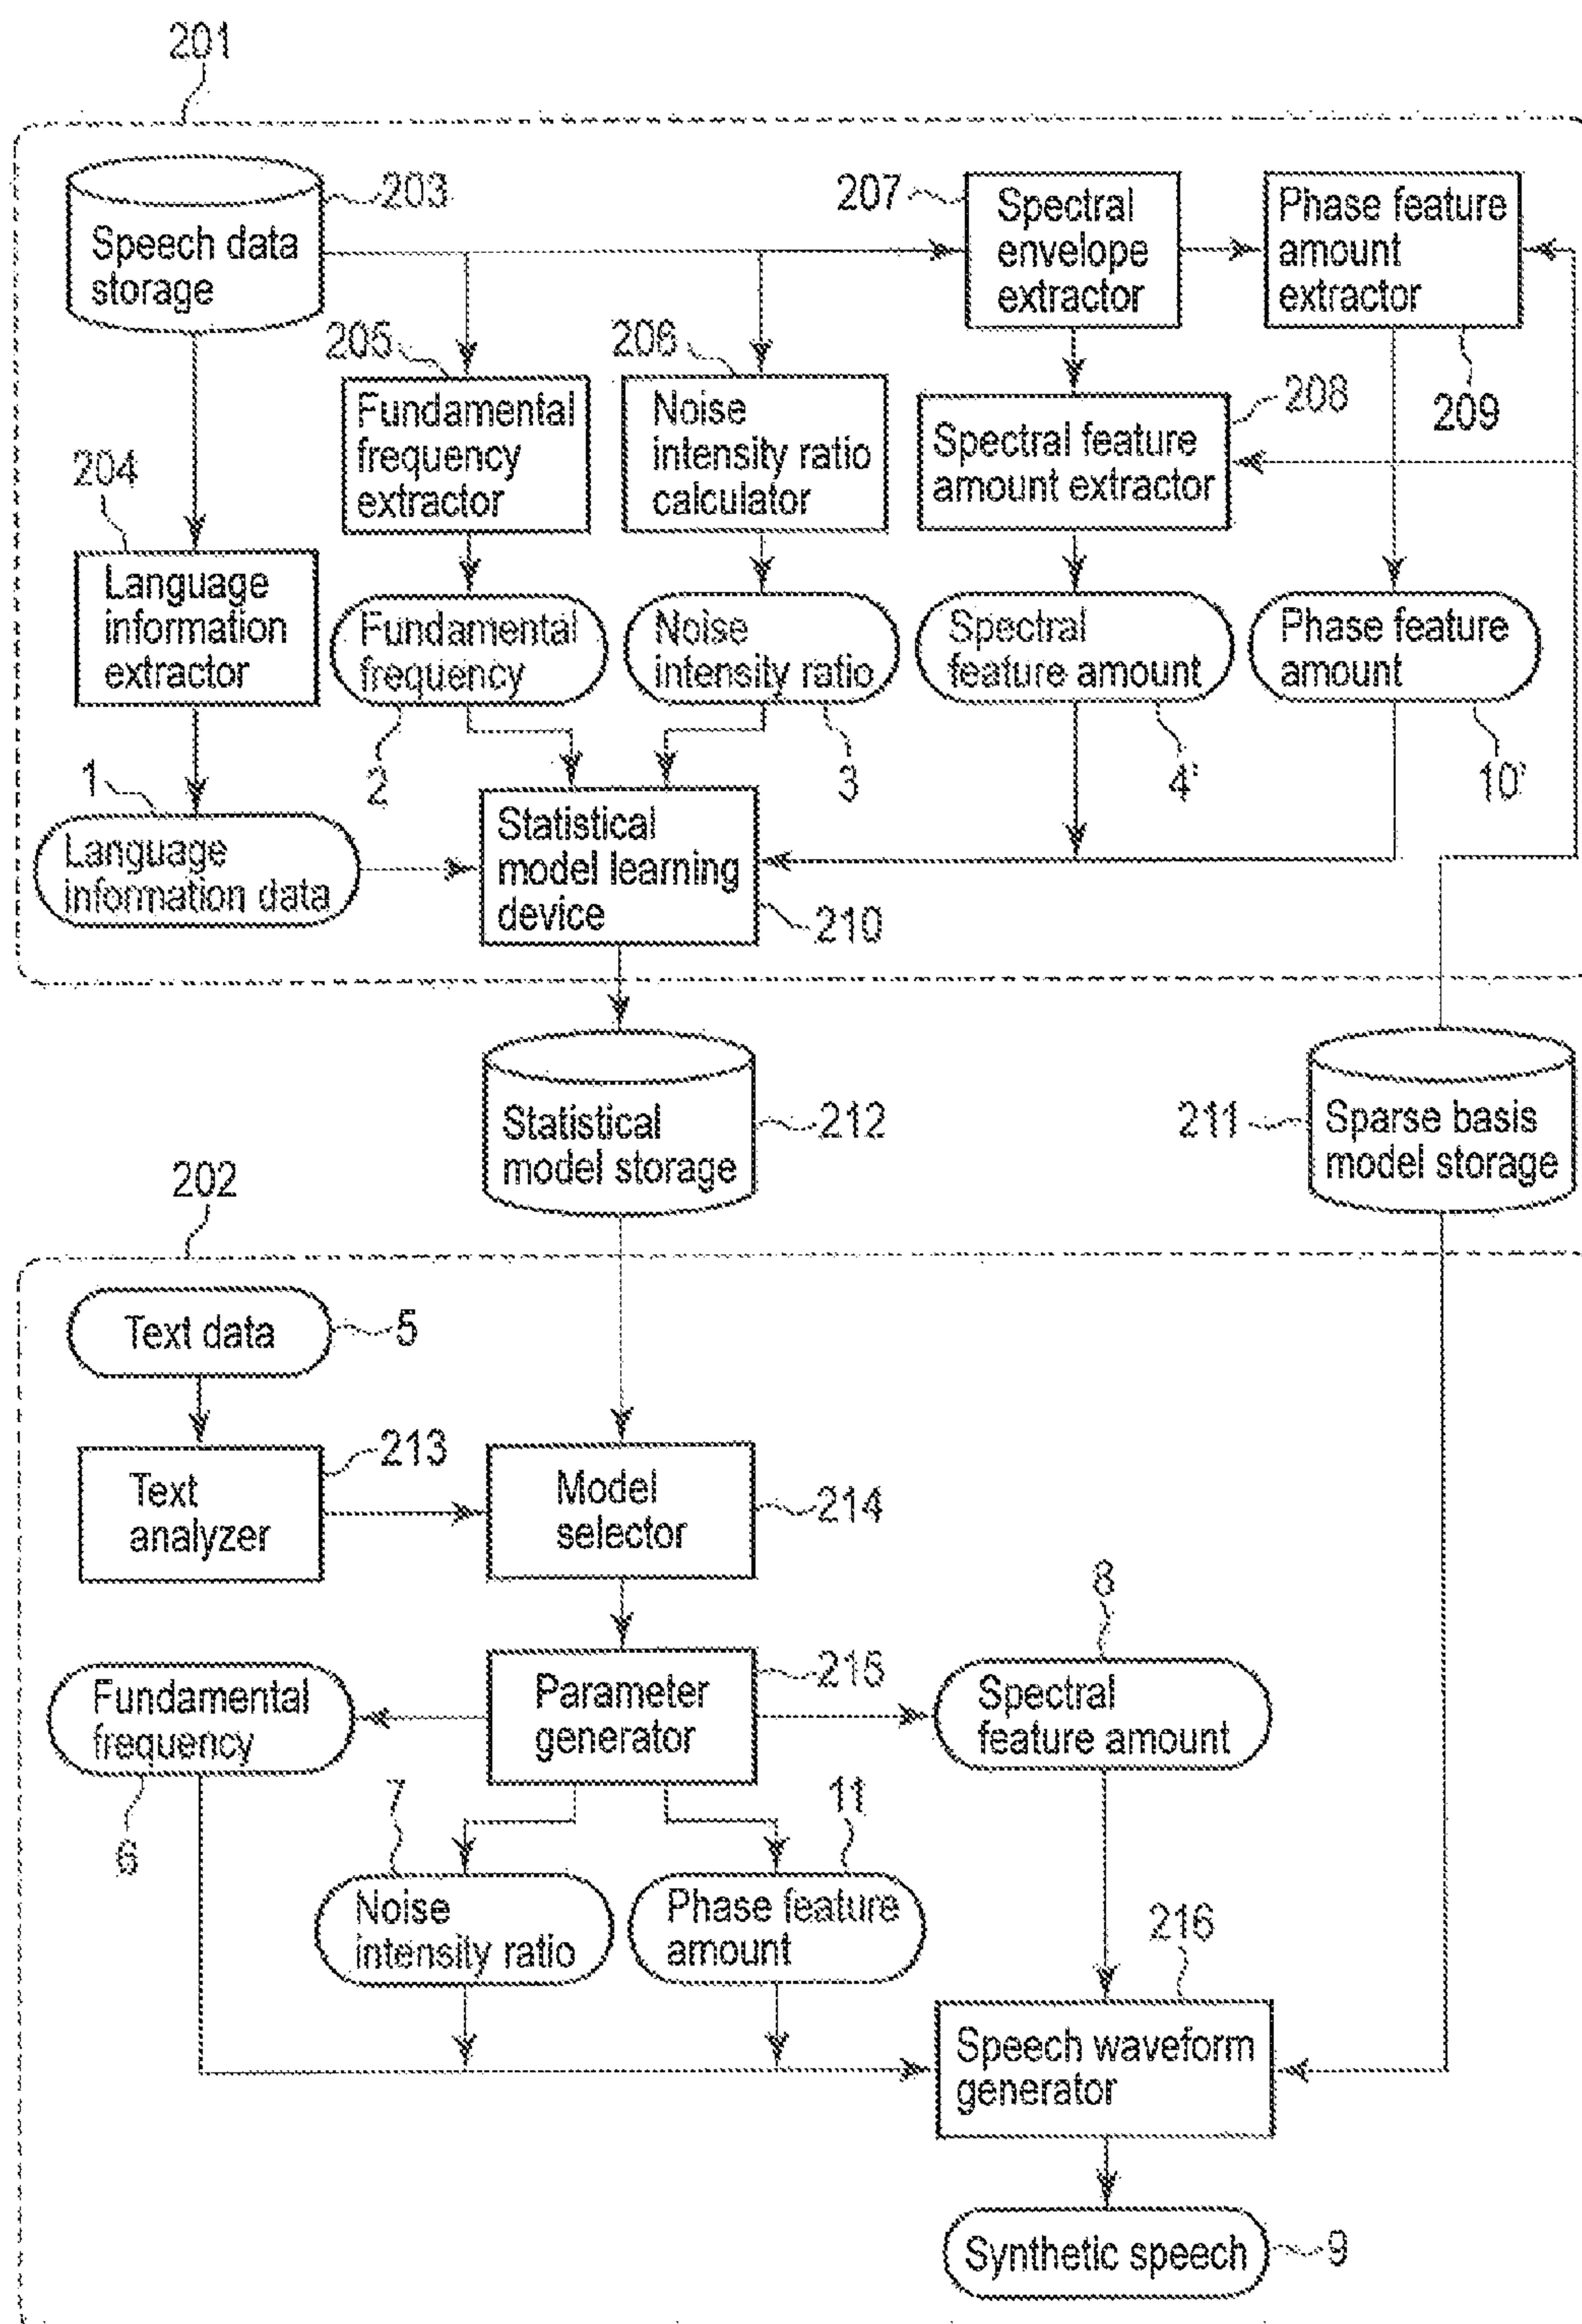 201
203
Speech data
storage
207
Spectral
envelope
extractor
Phase feature
amount
extractor
209
205
Fundamental
frequency
extractor
206
Noise
intensity ratio
calculator
208
Spectral feature
amount extractor
204
Language
information
extractor
Fundamental
frequency
2
Noise
intensity ratio
3
Spectral
feature amount
4'
Phase feature
amount
10'
1
Language
information data
Statistical
model learning
device
210
Statistical
model storage
212
211
Sparse basis
model storage
202
Text data
5
213
Text
analyzer
Model
selector
214
Fundamental
frequency
6
Parameter
generator
215
8
Spectral
feature amount
7
Noise
intensity ratio
11
Phase feature
amount
216
Speech waveform
generator
Synthetic speech
9